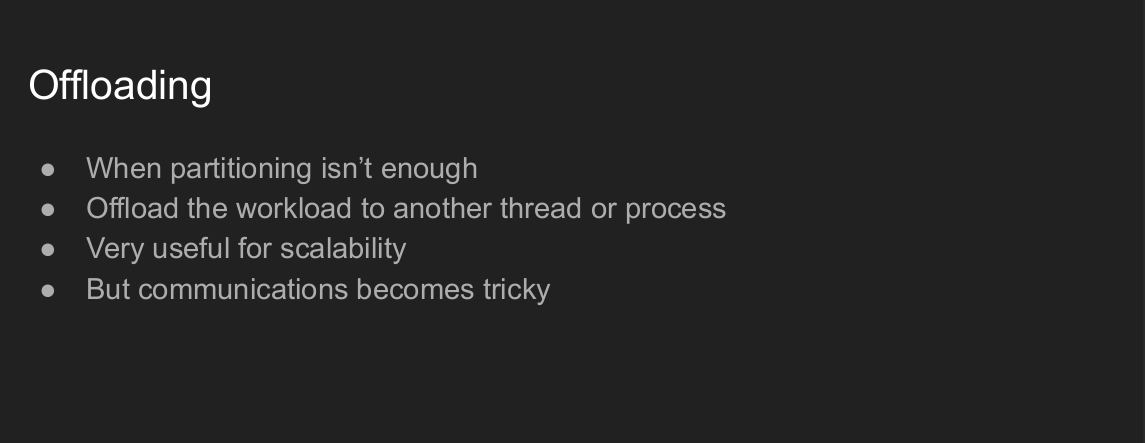 Offloading
● When partitioning isn’t enough
● Offload the workload to another thread or process
● Very useful for scalability
● But communications becomes tricky